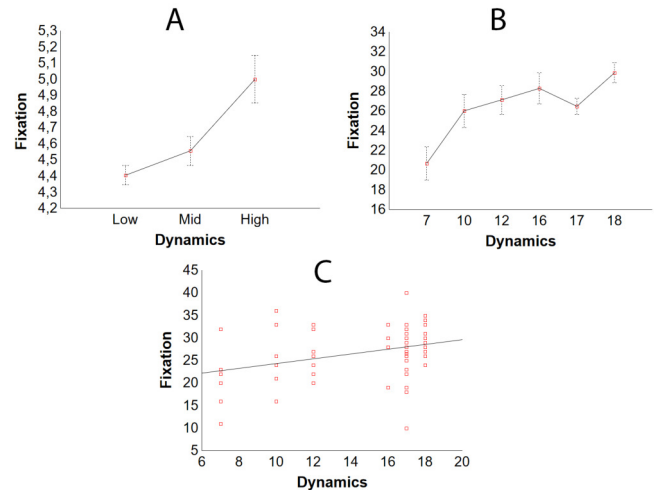 A
5,3
5,2
5,1
5,0
4,9
4,8
4,7
4,6
4,5
4,4
4,3
4,2
Fixation
Low Mid High
Dynamics
B
34
32
30
28
26
24
22
20
18
16
Fixation
7 10 12 16 17 18
Dynamics
C
45
40
35
30
25
20
15
10
5
Fixation
6 8 10 12 14 16 18 20
Dynamics